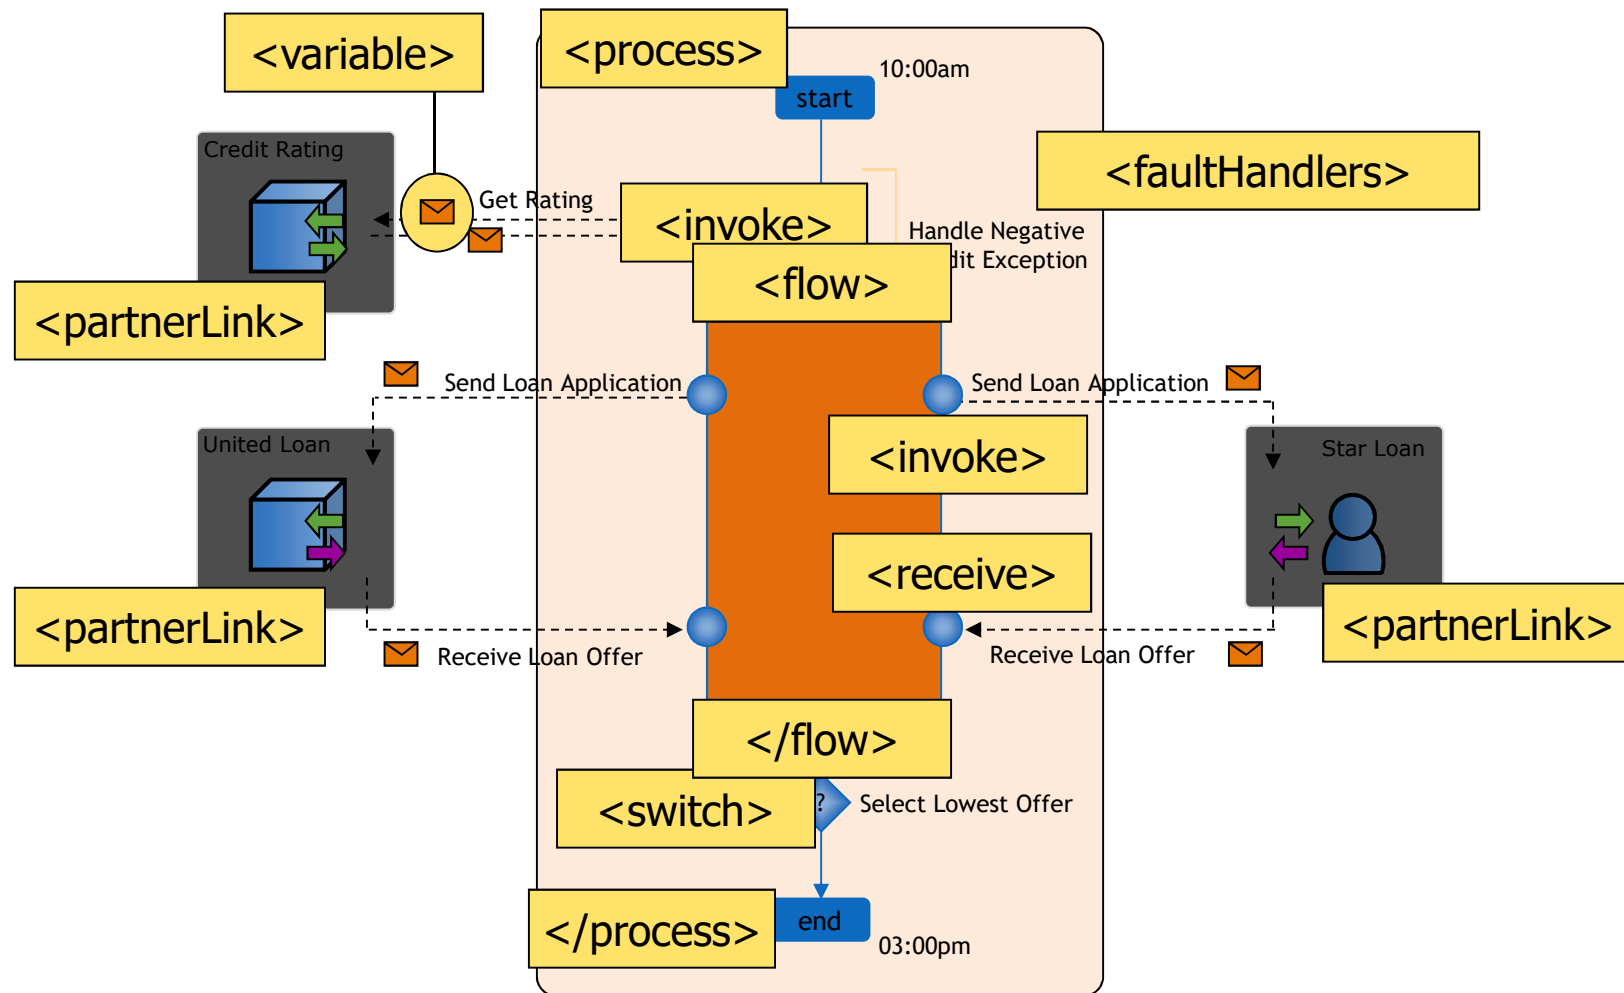 <variable>
<process>
10:00am
start
Credit Rating
<faultHandlers>
Get Rating
<invoke>
Handle Negative
dit Exception
<flow>
<partnerLink>
Send Loan Application
Send Loan Application
United Loan
Star Loan
<invoke>
<receive>
<partnerLink>
<partnerLink>
Receive Loan Offer
Receive Loan Offer
</flow>
<switch>
?
Select Lowest Offer
</process>
end
03:00pm